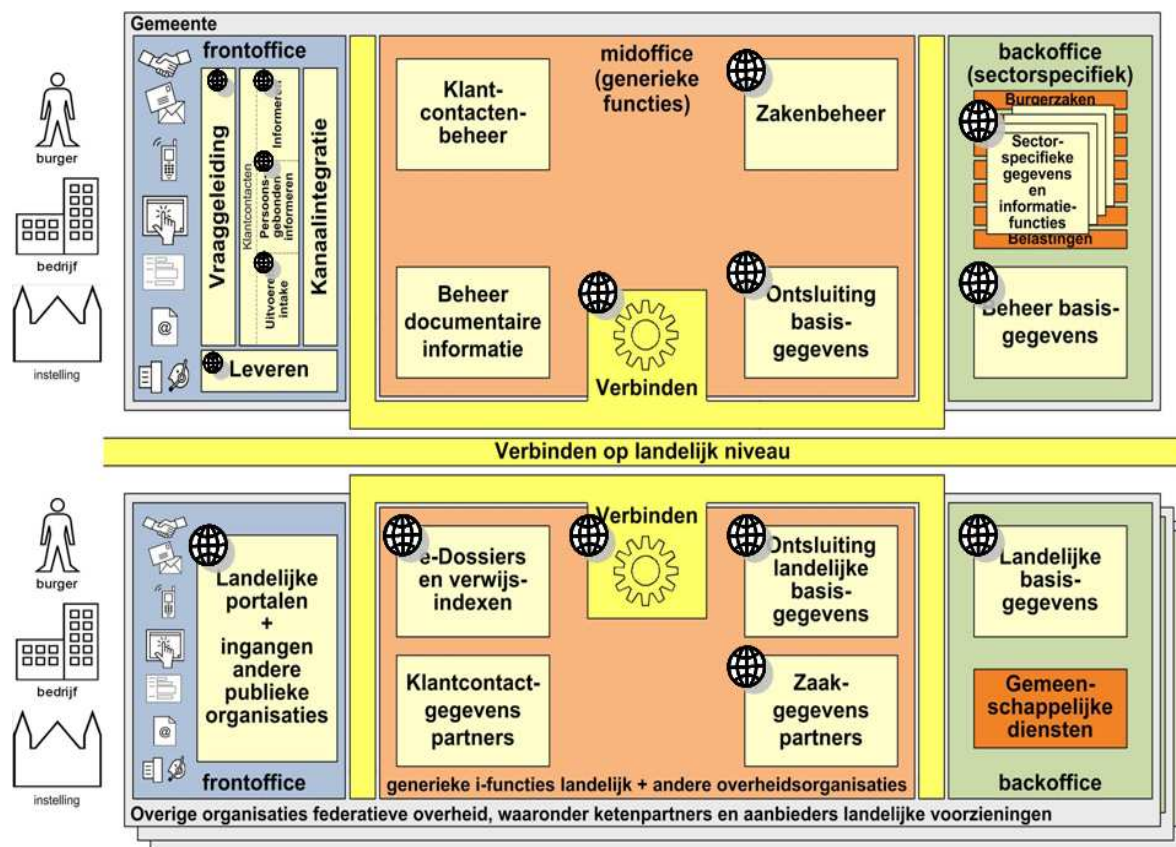 Gemeente
frontoffice
Vraaggeleiding
Klantcontacten
Informeren
Persoons-
gebonden
informeren
Uitvoeren
intake
Kanaalintegratie
Leveren
burger
bedrijf
instelling
midoffice
(generieke
functies)
Klant-
contacten-
beheer
Zakenbeheer
Beheer
documentaire
informatie
Verbinden
Ontsluiting
basis-
gegevens
backoffice
(sectorspecifiek)
Burgerzaken
Sector-
specifieke
gegevens
en
informatie-
functies
Belastingen
Beheer basis-
gegevens
Verbinden op landelijk niveau
burger
bedrijf
instelling
Landelijke
portalen
+
ingangen
andere
publieke
organisaties
frontoffice
e-Dossiers
en verwijs-
indexen
Verbinden
Ontsluiting
landelijke
basis-
gegevens
Klantcontact-
gegevens
partners
Zaak-
gegevens
partners
generieke i-functies landelijk + andere overheidsorganisaties
Landelijke
basis-
gegevens
Gemeen-
schappelijke
diensten
backoffice
Overige organisaties federatieve overheid, waaronder ketenpartners en aanbieders landelijke voorzieningen